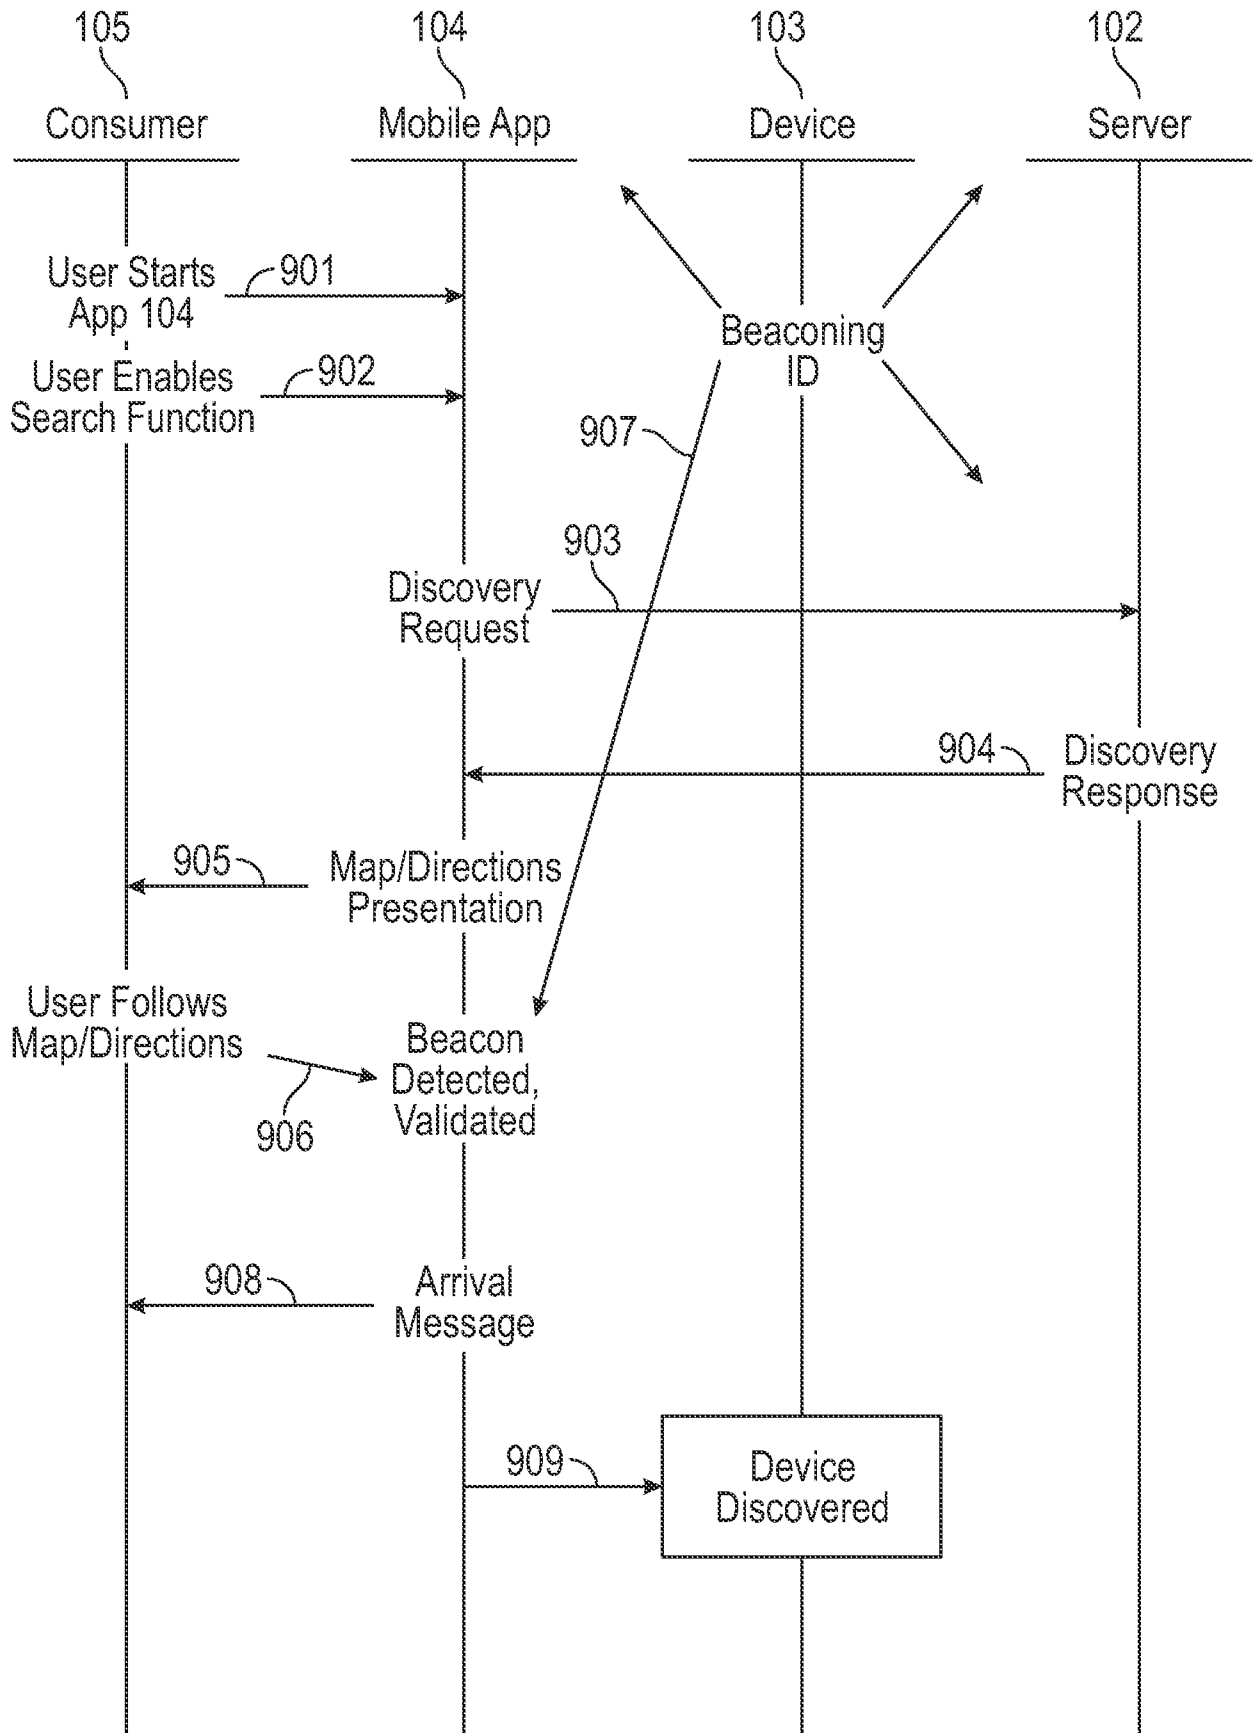 105
104
103
102
Consumer
Mobile App
Device
Server
User Starts
App 104
901
User Enables
Search Function
902
Beaconing
ID
907
903
Discovery
Request
904
Discovery
Response
905
Map/Directions
Presentation
User Follows
Map/Directions
906
Beacon
Detected,
Validated
908
Arrival
Message
909
Device
Discovered